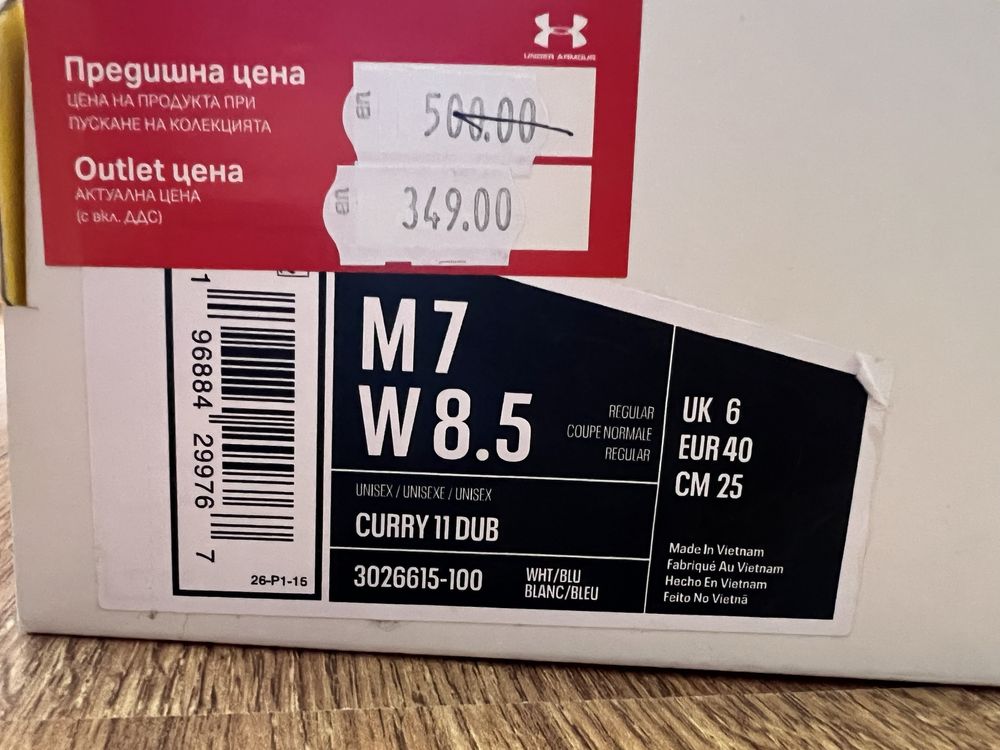 UNDER ARMOUR
Предишна цена
ЦЕНА НА ПРОДУКТА ПРИ
ПУСКАНЕ НА КОЛЕКЦИЯТА
500.00
Outlet цена
АКТУАЛНА ЦЕНА
(с вкл. ДДС)
349.00
1 96884 29976 7
26-P1-15
M 7
W 8.5
REGULAR
COUPE NORMALE
REGULAR
UNISEX / UNISEXE / UNISEX
CURRY 11 DUB
3026615-100
WHT/BLU
BLANC/BLEU
UK 6
EUR 40
CM 25
Made In Vietnam
Fabriqué Au Vietnam
Hecho En Vietnam
Feito No Vietnã